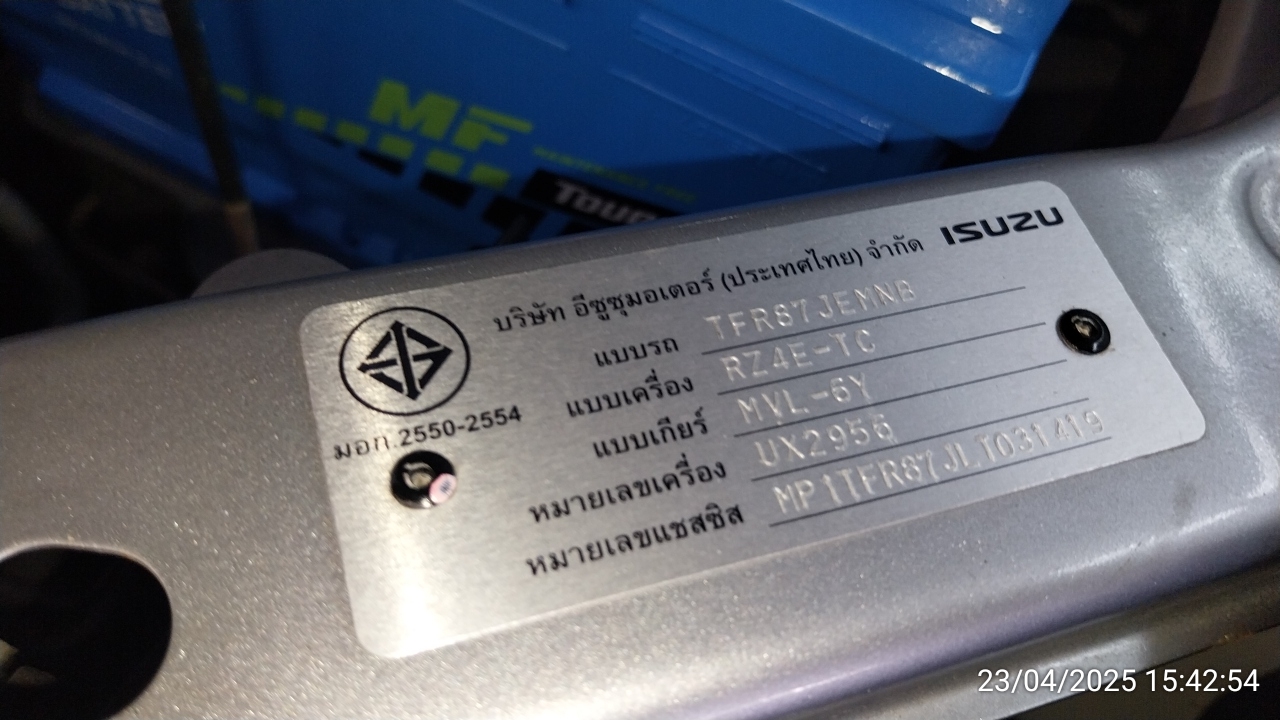 MF
บริษัท อีซูซุมอเตอร์ (ประเทศไทย) จำกัด ISUZU
แบบรถ TFR87JEMNB
แบบเครื่อง RZ4E-TC
แบบเกียร์ MVL-6Y
หมายเลขเครื่อง UX2956
หมายเลขแชสซิส MP1TFR87JLT031419
มอก.2550-2554
23/04/2025 15:42:54